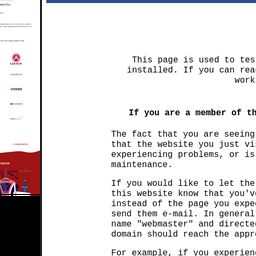 This page is used to tes
installed. If you can rea
work
If you are a member of th
The fact that you are seeing
that the website you just vis
experiencing problems, or is
maintenance.
If you would like to let the
this website know that you've
instead of the page you expe
send them e-mail. In general
name "webmaster" and directe
domain should reach the appro
For example, if you experienc